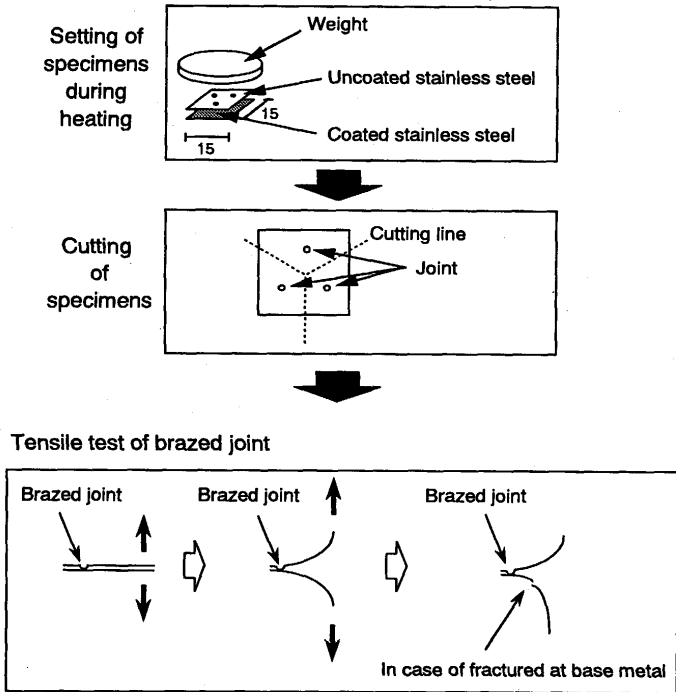 Setting of
specimens
during
heating
Weight
Uncoated stainless steel
15
Coated stainless steel
15
Cutting
of
specimens
Cutting line
Joint
Tensile test of brazed joint
Brazed joint
Brazed joint
Brazed joint
In case of fractured at base metal